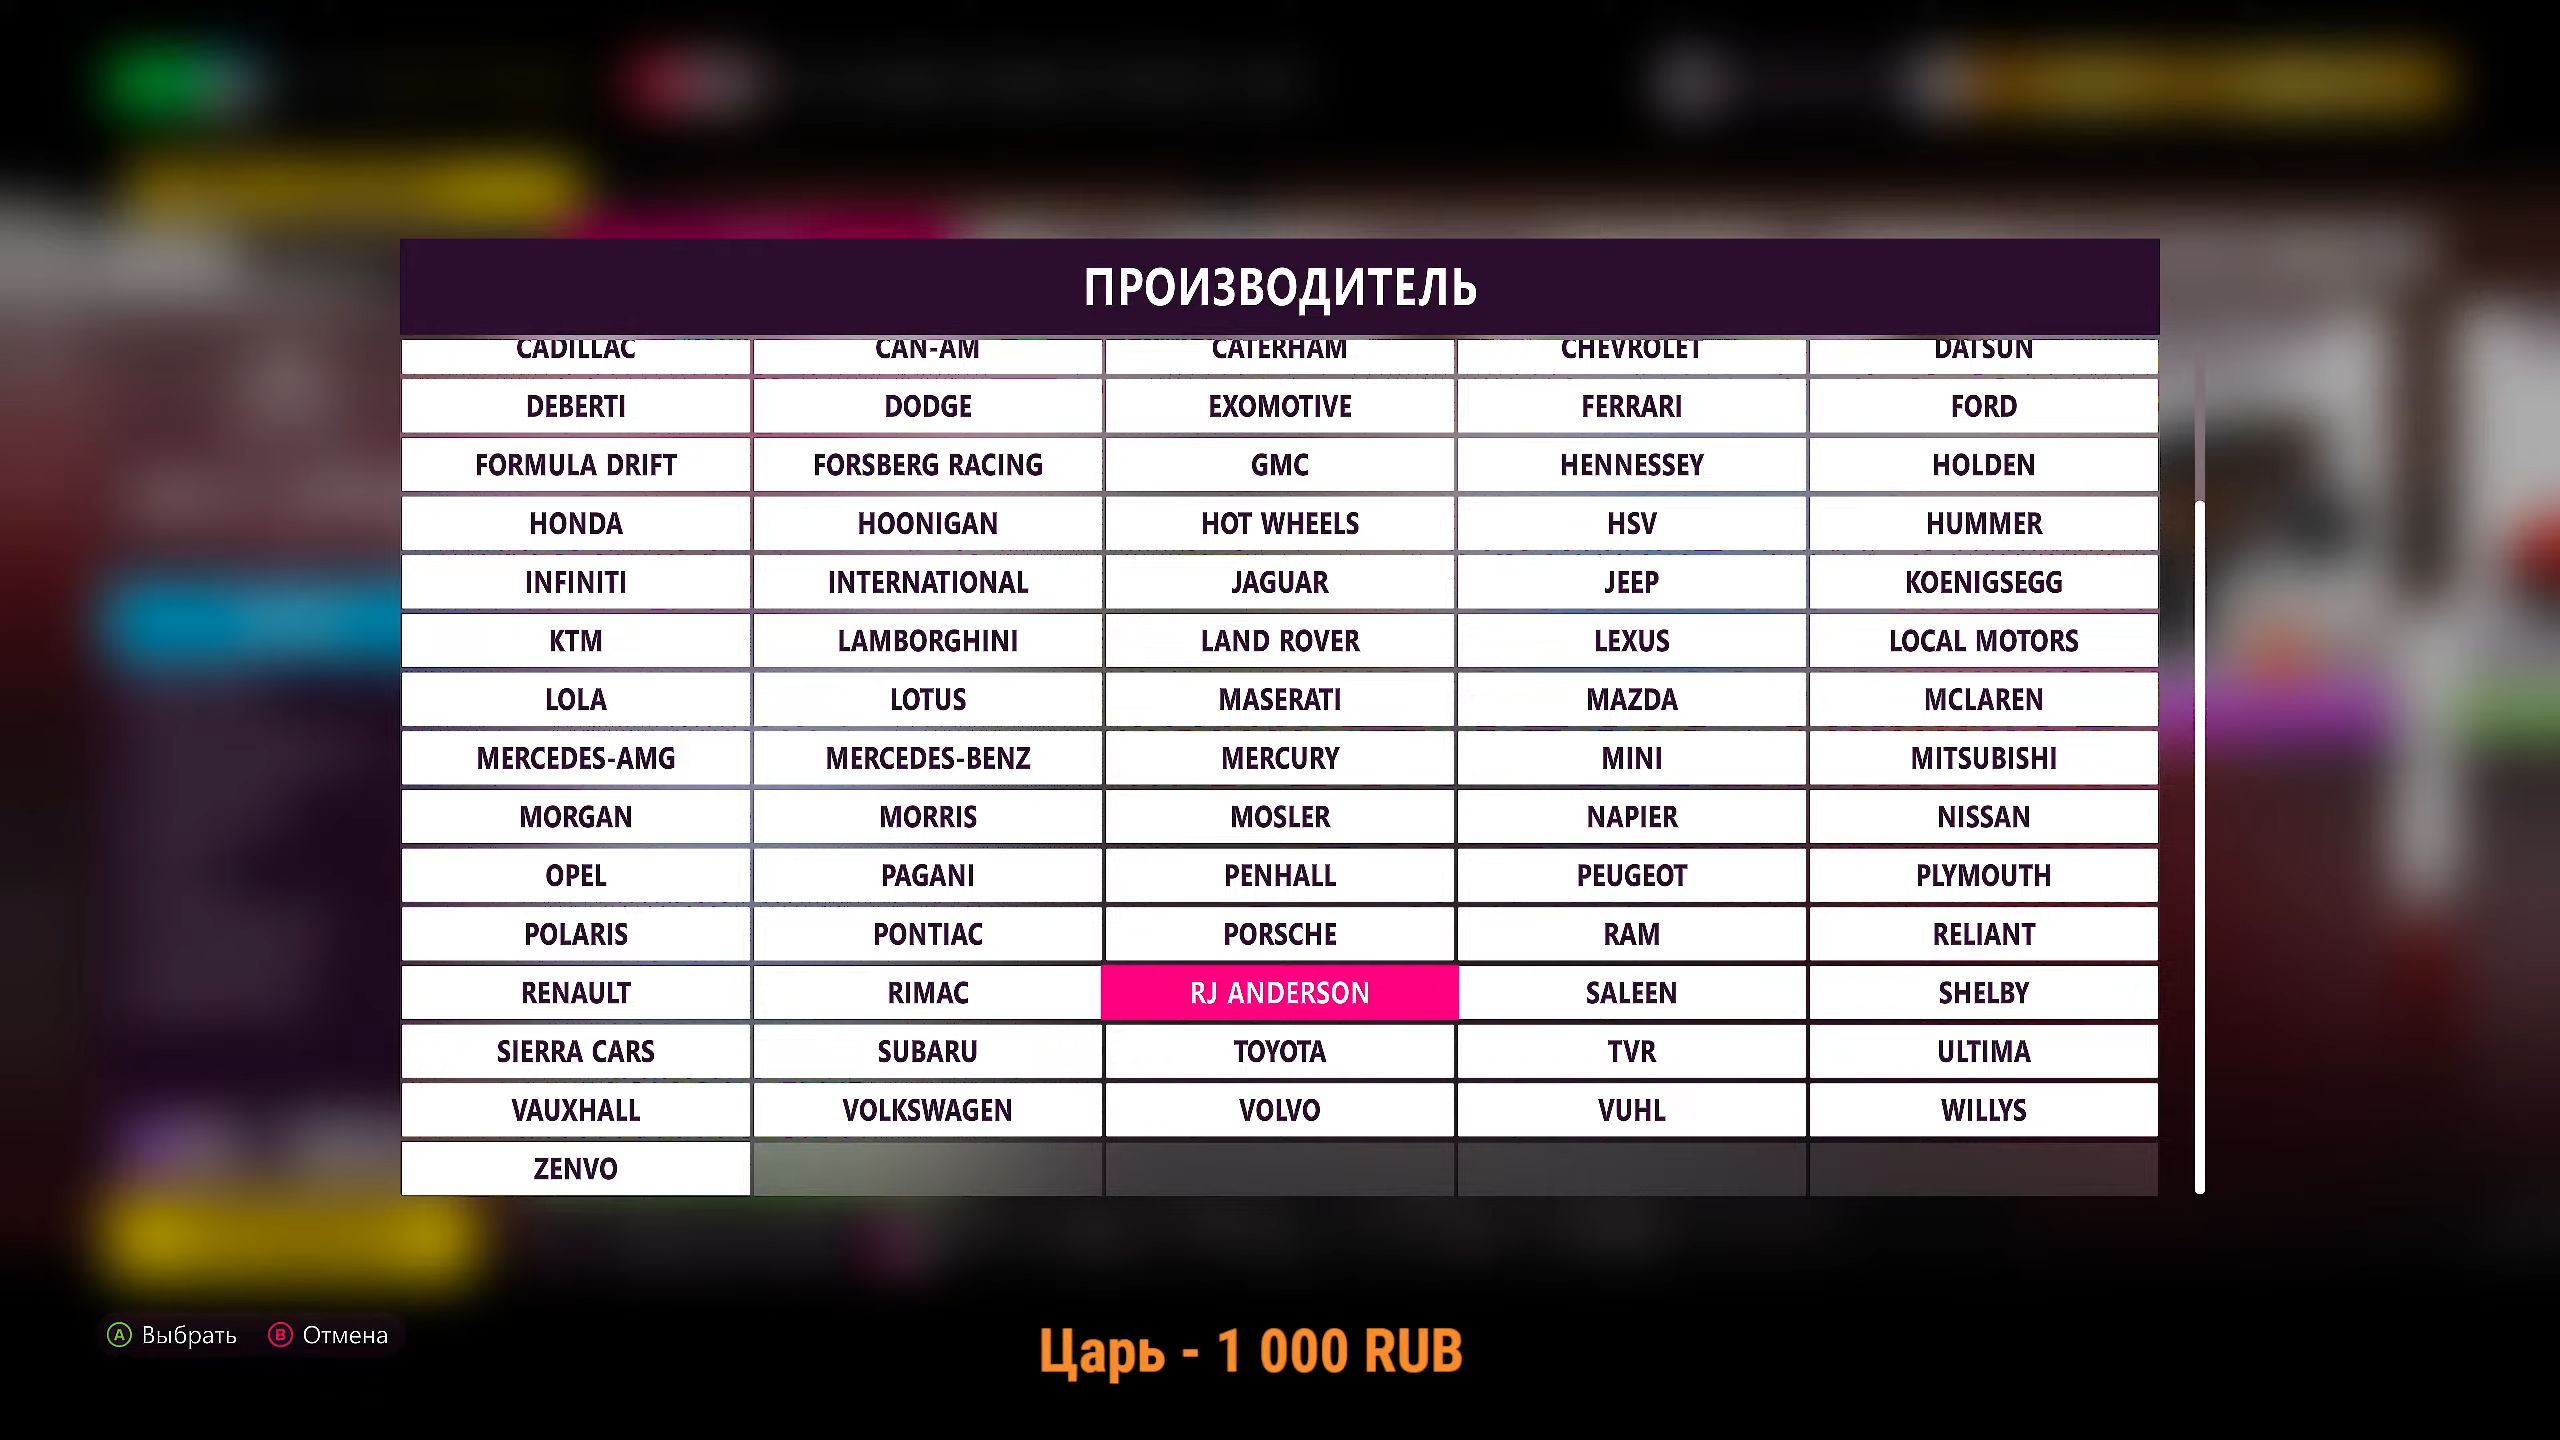 ПРОИЗВОДИТЕЛЬ
CADILLAC CAN-AM CATERHAM CHEVROLET DATSUN
DEBERTI DODGE EXOMOTIVE FERRARI FORD
FORMULA DRIFT FORSBERG RACING GMC HENNESSEY HOLDEN
HONDA HOONIGAN HOT WHEELS HSV HUMMER
INFINITI INTERNATIONAL JAGUAR JEEP KOENIGSEGG
KTM LAMBORGHINI LAND ROVER LEXUS LOCAL MOTORS
LOLA LOTUS MASERATI MAZDA MCLAREN
MERCEDES-AMG MERCEDES-BENZ MERCURY MINI MITSUBISHI
MORGAN MORRIS MOSLER NAPIER NISSAN
OPEL PAGANI PENHALL PEUGEOT PLYMOUTH
POLARIS PONTIAC PORSCHE RAM RELIANT
RENAULT RIMAC RJ ANDERSON SALEEN SHELBY
SIERRA CARS SUBARU TOYOTA TVR ULTIMA
VAUXHALL VOLKSWAGEN VOLVO VUHL WILLYS
ZENVO
A Выбрать B Отмена
Царь - 1 000 RUB